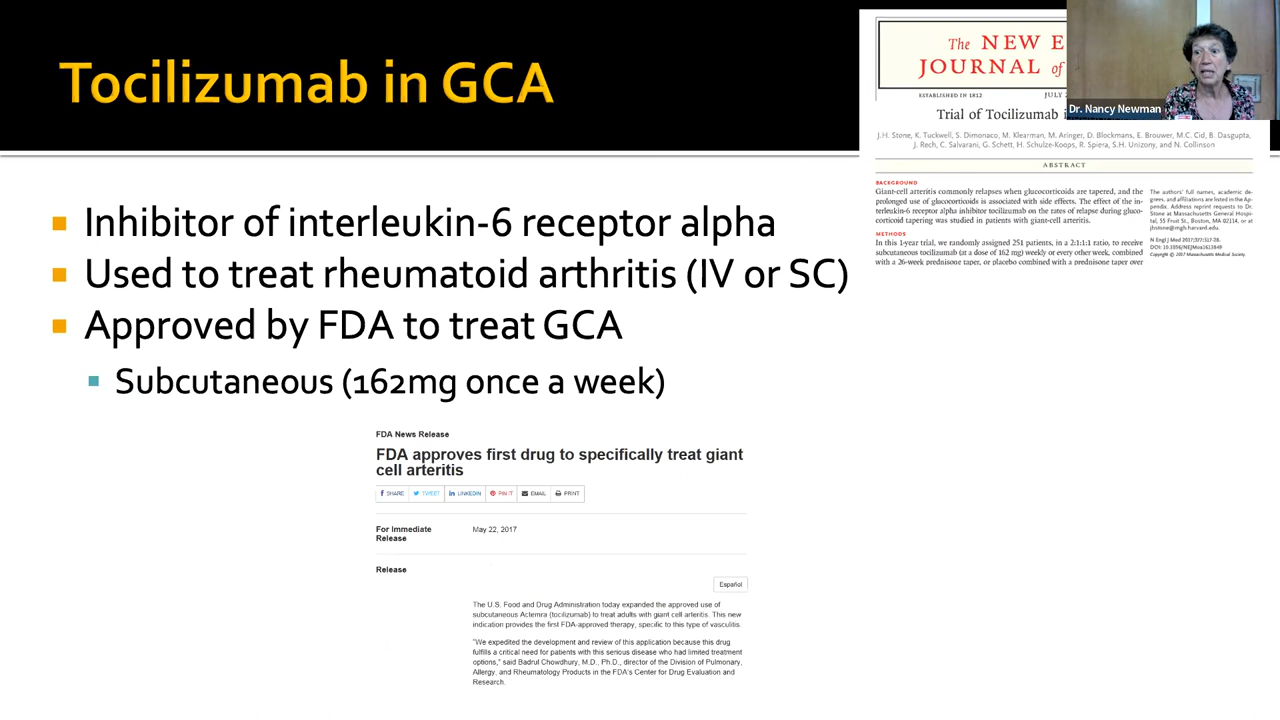 Tocilizumab in GCA
Inhibitor of interleukin-6 receptor alpha
Used to treat rheumatoid arthritis (IV or SC)
Approved by FDA to treat GCA
Subcutaneous (162mg once a week)
FDA News Release
FDA approves first drug to specifically treat giant
cell arteritis
SHARE TWEET LINKEDIN PIN IT EMAIL PRINT
For Immediate
Release
May 22, 2017
Release
Español
The U.S. Food and Drug Administration today expanded the approved use of
subcutaneous Actemra (tocilizumab) to treat adults with giant cell arteritis. This new
indication provides the first FDA-approved therapy, specific to this type of vasculitis.
"We expedited the development and review of this application because this drug
fulfills a critical need for patients with this serious disease who had limited treatment
options," said Badrul Chowdhury, M.D., Ph.D., director of the Division of Pulmonary,
Allergy, and Rheumatology Products in the FDA's Center for Drug Evaluation and
Research.
The NEW E
JOURNAL of
ESTABLISHED IN 1812 JULY
Trial of Tocilizumab
Dr. Nancy Newman
J.H. Stone, K. Tuckwell, S. Dimonaco, M. Klearman, M. Aringer, D. Blockmans, E. Brouwer, M.C. Cid, B. Dasgupta,
J. Rech, C. Salvarani, G. Schett, H. Schulze-Koops, R. Spiera, S.H. Unizony, and N. Collinson
ABSTRACT
BACKGROUND
Giant-cell arteritis commonly relapses when glucocorticoids are tapered, and the
prolonged use of glucocorticoids is associated with side effects. The effect of the in-
terleukin-6 receptor alpha inhibitor tocilizumab on the rates of relapse during gluco-
corticoid tapering was studied in patients with giant-cell arteritis.
METHODS
In this 1-year trial, we randomly assigned 251 patients, in a 2:1:1:1 ratio, to receive
subcutaneous tocilizumab (at a dose of 162 mg) weekly or every other week, combined
with a 26-week prednisone taper, or placebo combined with a prednisone taper over
The authors' full names, academic de-
grees, and affiliations are listed in the Ap-
pendix. Address reprint requests to Dr.
Stone at Massachusetts General Hospi-
tal, 55 Fruit St., Boston, MA 02114, or at
jhstone@mgh.harvard.edu.
N Engl J Med 2017;377:317-28.
DOI: 10.1056/NEJMoa1613849
Copyright © 2017 Massachusetts Medical Society.